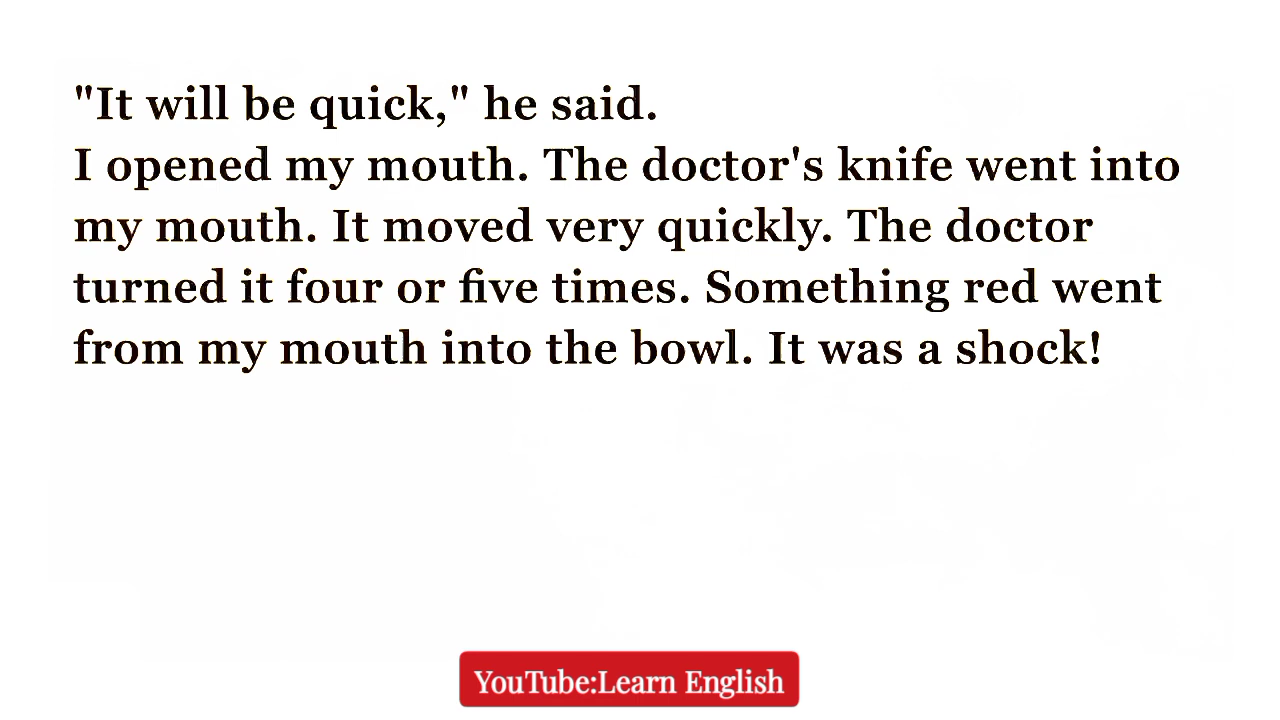 "It will be quick," he said.
I opened my mouth. The doctor's knife went into
my mouth. It moved very quickly. The doctor
turned it four or five times. Something red went
from my mouth into the bowl. It was a shock!
YouTube:Learn English